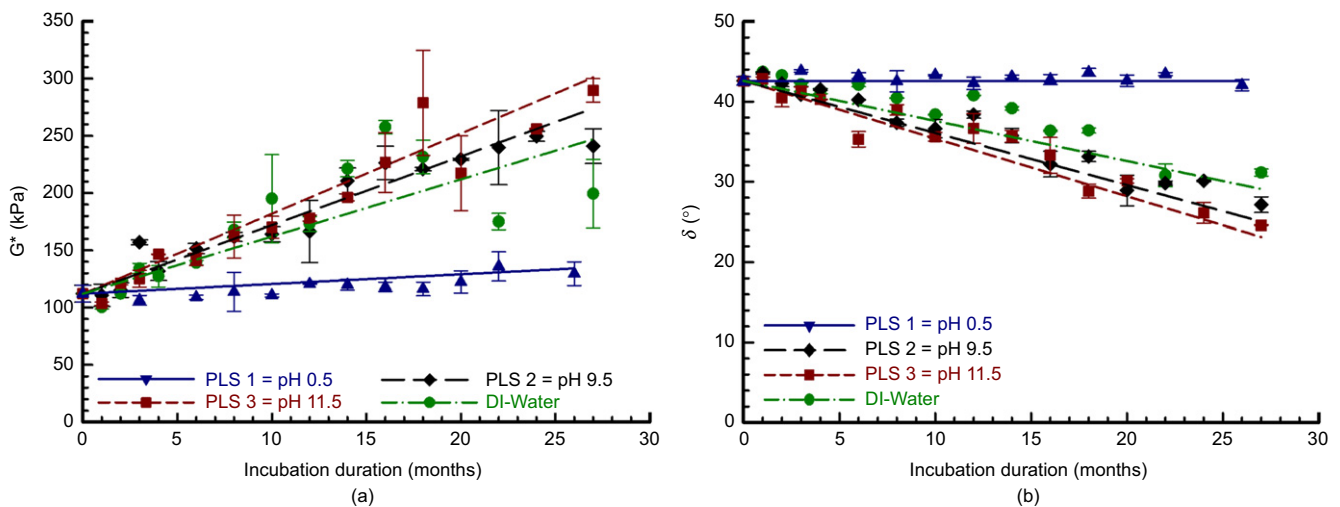 350
300
250
200
150
100
50
0
G* (kPa)
PLS 1 = pH 0.5
PLS 2 = pH 9.5
PLS 3 = pH 11.5
DI-Water
0 5 10 15 20 25 30
Incubation duration (months)
(a)
50
40
30
20
10
0
δ (°)
PLS 1 = pH 0.5
PLS 2 = pH 9.5
PLS 3 = pH 11.5
DI-Water
0 5 10 15 20 25 30
Incubation duration (months)
(b)